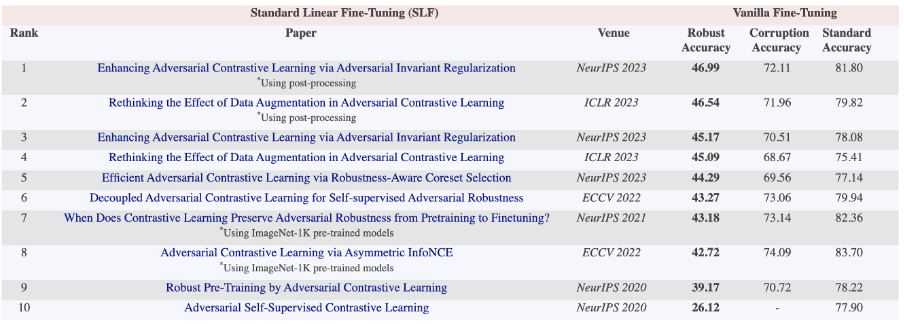 Standard Linear Fine-Tuning (SLF) Vanilla Fine-Tuning
Rank Paper Venue Robust Accuracy Corruption Accuracy Standard Accuracy
1 Enhancing Adversarial Contrastive Learning via Adversarial Invariant Regularization NeurIPS 2023 46.99 72.11 81.80
*Using post-processing
2 Rethinking the Effect of Data Augmentation in Adversarial Contrastive Learning ICLR 2023 46.54 71.96 79.82
*Using post-processing
3 Enhancing Adversarial Contrastive Learning via Adversarial Invariant Regularization NeurIPS 2023 45.17 70.51 78.08
4 Rethinking the Effect of Data Augmentation in Adversarial Contrastive Learning ICLR 2023 45.09 68.67 75.41
5 Efficient Adversarial Contrastive Learning via Robustness-Aware Coreset Selection NeurIPS 2023 44.29 69.56 77.14
6 Decoupled Adversarial Contrastive Learning for Self-supervised Adversarial Robustness ECCV 2022 43.27 73.06 79.94
7 When Does Contrastive Learning Preserve Adversarial Robustness from Pretraining to Finetuning? NeurIPS 2021 43.18 73.14 82.36
*Using ImageNet-1K pre-trained models
8 Adversarial Contrastive Learning via Asymmetric InfoNCE ECCV 2022 42.72 74.09 83.70
*Using ImageNet-1K pre-trained models
9 Robust Pre-Training by Adversarial Contrastive Learning NeurIPS 2020 39.17 70.72 78.22
10 Adversarial Self-Supervised Contrastive Learning NeurIPS 2020 26.12 - 77.90